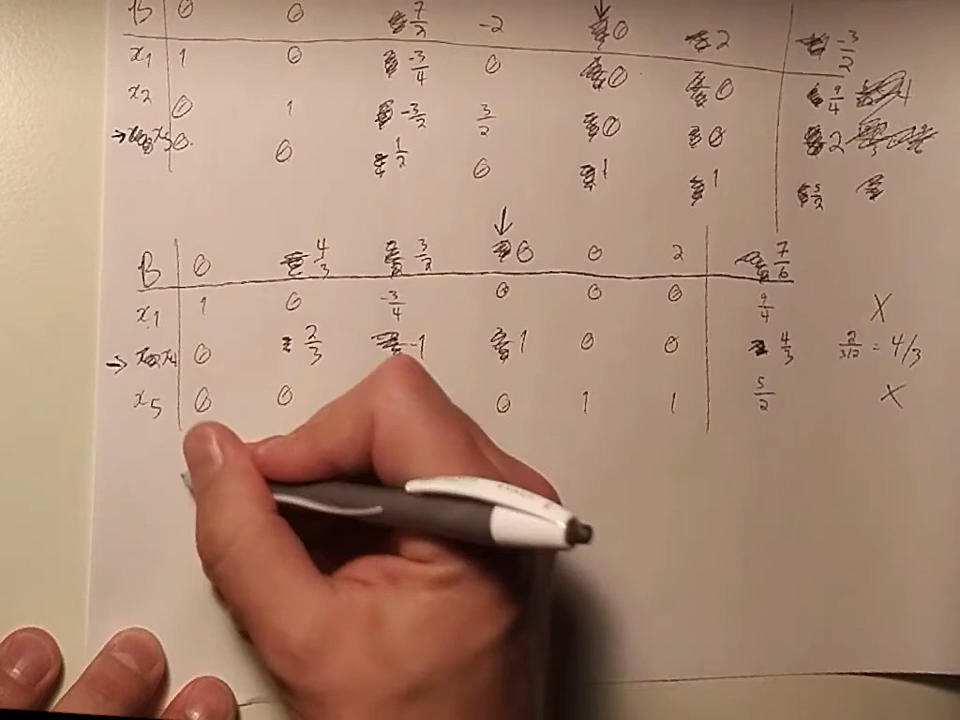 B 0 0 7/2 -2 0 2 -3/2
x1 1 0 -3/4 0 0 0 9/4
x2 0 1 -3/2 3/2 0 0 2
→ x5 0 0 1/2 0 1 1 5/2
B 0 4/3 3/2 0 0 2 7/6
x1 1 0 -3/4 0 0 0 9/4 X
→ x4 0 2/3 -1 1 0 0 4/3 2/3/2 = 4/3
x5 0 0 0 1 1 5/2 X